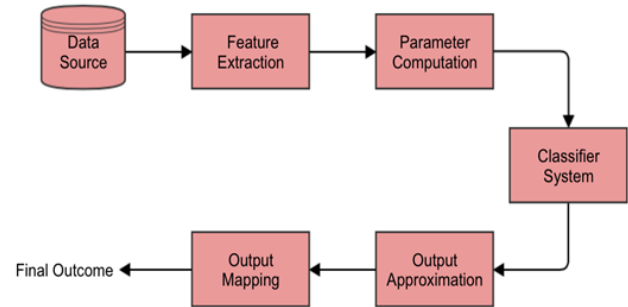 Data
Source
Feature
Extraction
Parameter
Computation
Classifier
System
Output
Approximation
Output
Mapping
Final Outcome